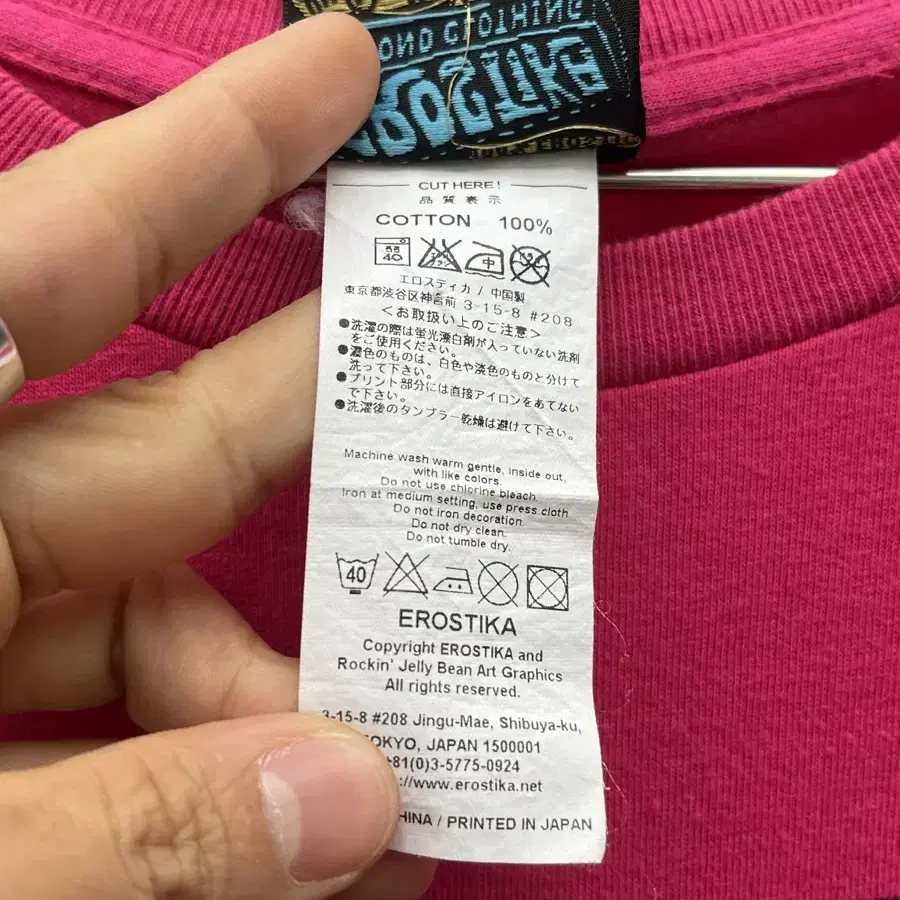 OND CLOTHING
EROSTIKA
CUT HERE!
品質表示
COTTON 100%
40 中
エロスティカ / 中国製
東京都渋谷区神宮前 3-15-8 #208
<お取扱い上のご注意>
●洗濯の際は蛍光漂白剤が入っていない洗剤
をご使用ください。
●濃色のものは、白色や淡色のものと分けて
洗って下さい。
●プリント部分には直接アイロンをあてない
で下さい。
●洗濯後のタンブラー乾燥は避けて下さい。
Machine wash warm gentle, inside out,
with like colors.
Do not use chlorine bleach
Iron at medium setting, use press cloth.
Do not iron decoration.
Do not dry clean.
Do not tumble dry.
40
EROSTIKA
Copyright EROSTIKA and
Rockin' Jelly Bean Art Graphics
All rights reserved.
3-15-8 #208 Jingu-Mae, Shibuya-ku,
TOKYO, JAPAN 1500001
+81(0)3-5775-0924
://www.erostika.net
HINA / PRINTED IN JAPAN